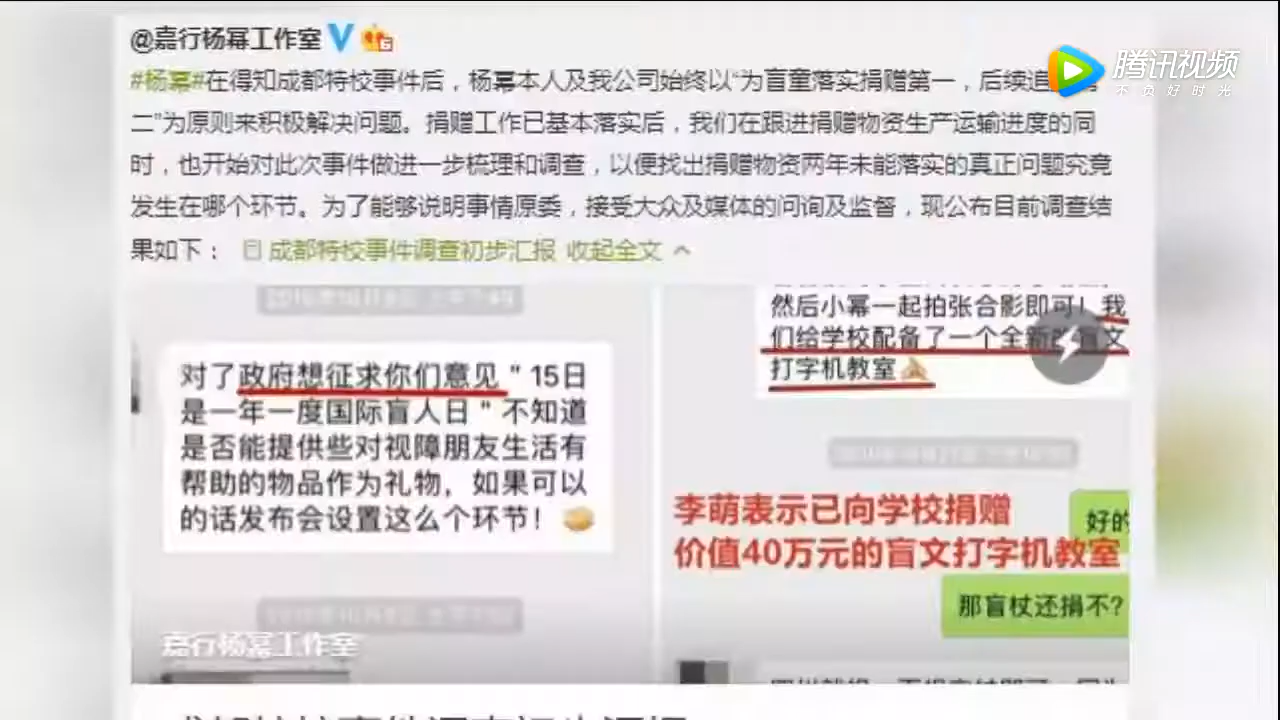 @嘉行杨幂工作室
#杨幂#在得知成都特校事件后，杨幂本人及我公司始终以“为盲童落实捐赠第一，后续追
二”为原则来积极解决问题。捐赠工作已基本落实后，我们在跟进捐赠物资生产运输进度的同
时，也开始对此次事件做进一步梳理和调查，以便找出捐赠物资两年未能落实的真正问题究竟
发生在哪个环节。为了能够说明事情原委，接受大众及媒体的问询及监督，现公布目前调查结
果如下： 成都特校事件调查初步汇报 收起全文
腾讯视频
不负好时光
对了政府想征求你们意见＂15日
是一年一度国际盲人日＂不知道
是否能提供些对视障朋友生活有
帮助的物品作为礼物，如果可以
的话发布会设置这么个环节！
嘉行杨幂工作室
然后小幂一起拍张合影即可！我
们给学校配备了一个全新的盲文
打字机教室
李萌表示已向学校捐赠
价值40万元的盲文打字机教室
好的
那盲杖还捐不?